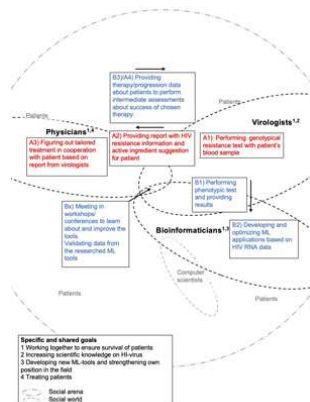 B3)/A4) Providing
therapy/progression data
about patients to perform
intermediate assessments
about success of chosen
therapy
Patients
Patients
Virologists1,2
Physicians1,4
A3) Figuring out tailored
treatment in cooperation
with patient based on
report from virologists
A2) Providing report with HIV
resistance information and
active ingredient suggestion
for patient
A1) Performing genotypical
resistance test with patient's
blood sample
B1) Performing
phenotypic test
and providing
results
Bx) Meeting in
workshops/
conferences to learn
about and improve the
tools
Validating data from
the researched ML
tools
Bioinformaticians1,3
B2) Developing and
optimizing ML
applications based on
HIV RNA data
Computer
scientists
Patients
Patients
Specific and shared goals
1 Working together to ensure survival of patients
2 Increasing scientific knowledge on HI-virus
3 Developing new ML-tools and strengthening own
position in the field
4 Treating patients
Social arena
Social world